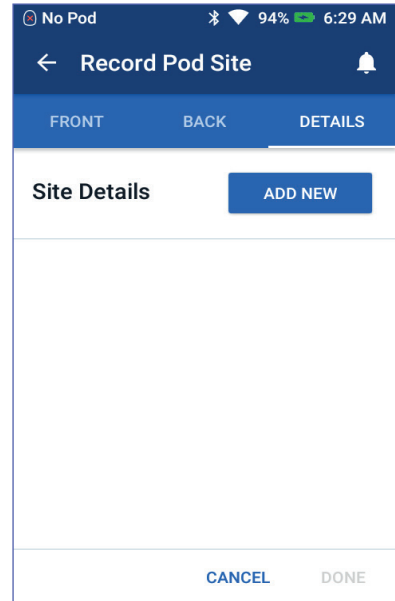 No Pod 94% 6:29 AM
Record Pod Site
FRONT BACK DETAILS
Site Details ADD NEW
CANCEL DONE